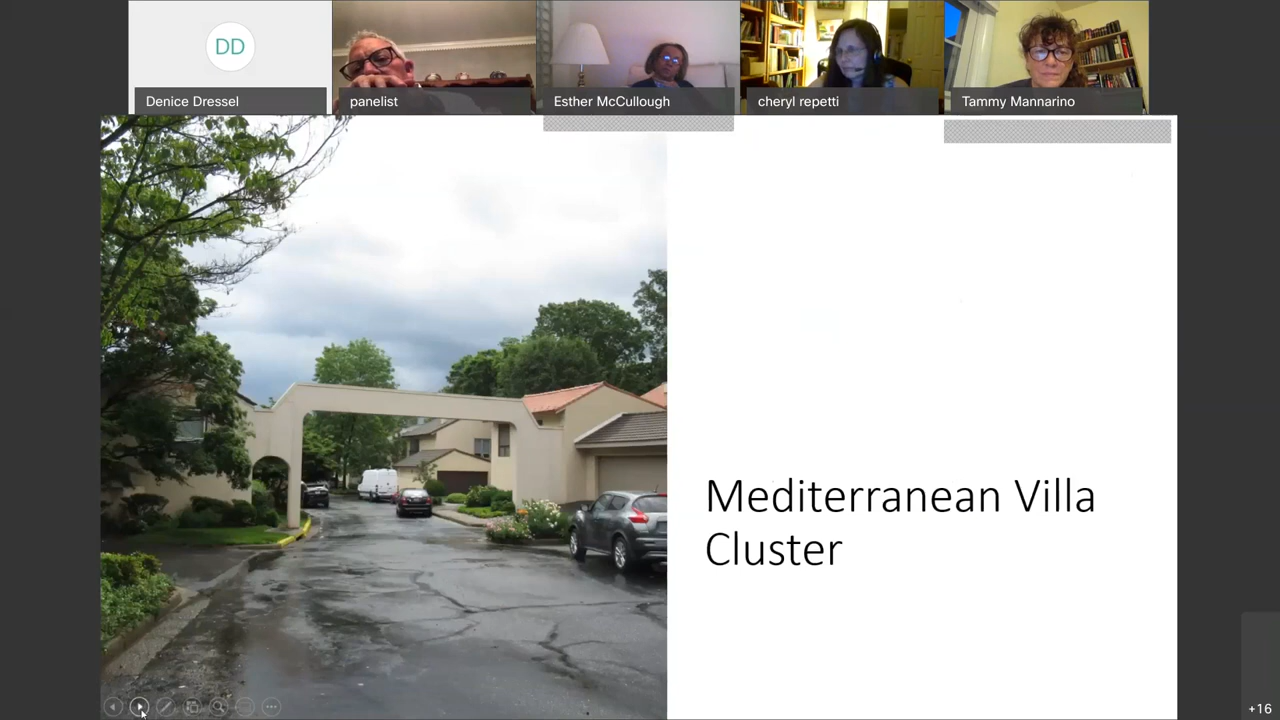 DD
Denice Dressel
panelist
Esther McCullough
cheryl repetti
Tammy Mannarino
Mediterranean Villa
Cluster
+16